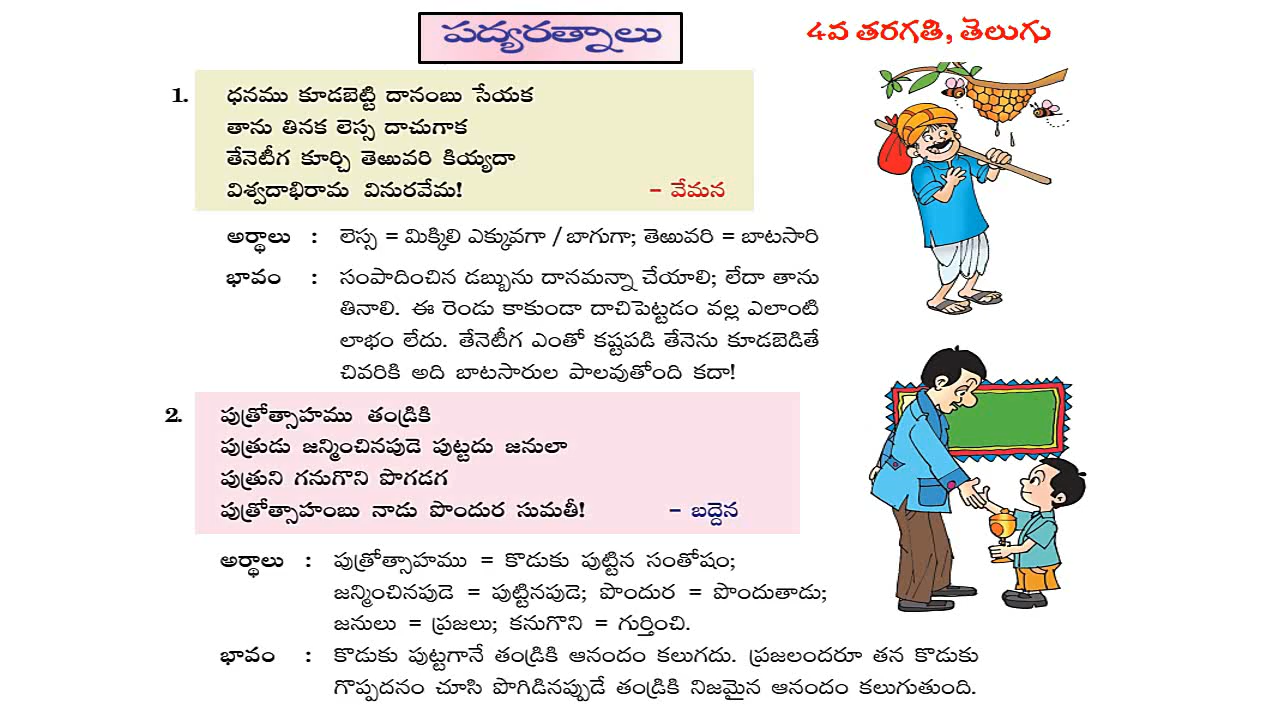 పద్యరత్నాలు
4వ తరగతి, తెలుగు
1. ధనము కూడబెట్టి దానంబు సేయక
తాను తినక లెస్స దాచుగాక
తేనెటీగ కూర్చి తెఱువరి కియ్యదా
విశ్వదాభిరామ వినురవేమ! – వేమన
అర్థాలు : లెస్స = మిక్కిలి ఎక్కువగా / బాగుగా; తెఱువరి = బాటసారి
భావం : సంపాదించిన డబ్బును దానమన్నా చేయాలి; లేదా తాను
తినాలి. ఈ రెండు కాకుండా దాచిపెట్టడం వల్ల ఎలాంటి
లాభం లేదు. తేనెటీగ ఎంతో కష్టపడి తేనెను కూడబెడితే
చివరికి అది బాటసారుల పాలవుతోంది కదా!
2. పుత్రోత్సాహము తండ్రికి
పుత్రుడు జన్మించినపుడె పుట్టదు జనులా
పుత్రుని గనుగొని పొగడగ
పుత్రోత్సాహంబు నాడు పొందుర సుమతీ! – బద్దెన
అర్థాలు : పుత్రోత్సాహము = కొడుకు పుట్టిన సంతోషం;
జన్మించినపుడె = పుట్టినపుడె; పొందుర = పొందుతాడు;
జనులు = ప్రజలు; కనుగొని = గుర్తించి.
భావం : కొడుకు పుట్టగానే తండ్రికి ఆనందం కలుగదు. ప్రజలందరూ తన కొడుకు
గొప్పదనం చూసి పొగిడినప్పుడే తండ్రికి నిజమైన ఆనందం కలుగుతుంది.